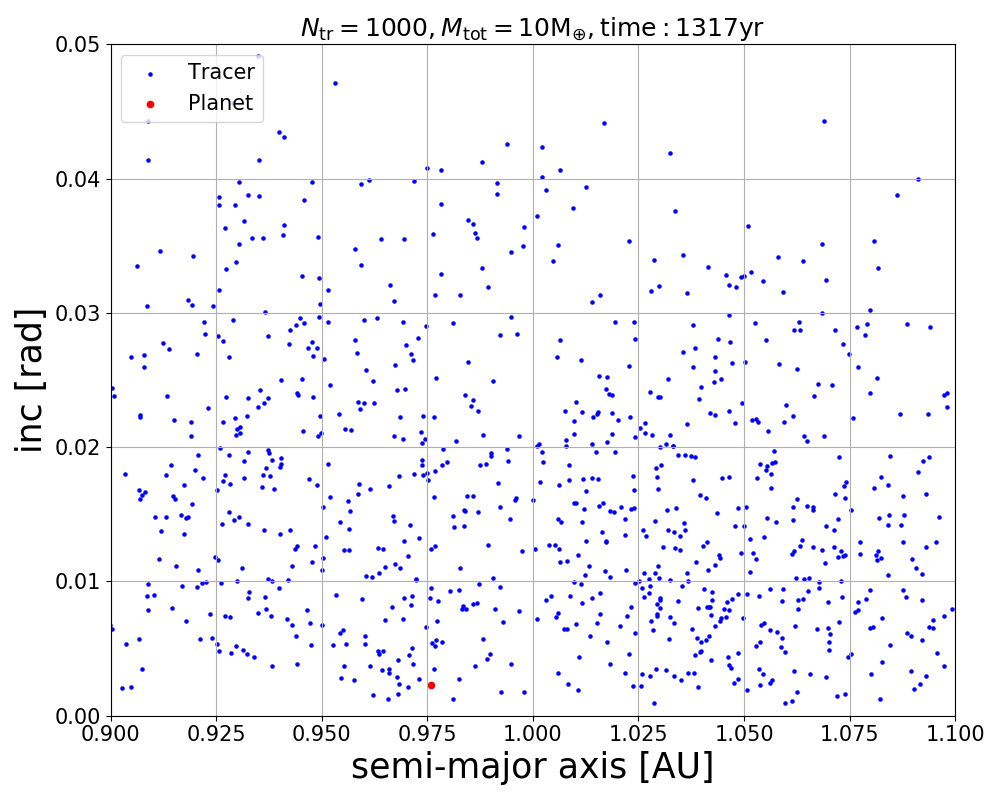 N_tr = 1000, M_tot = 10M_⊕, time : 1317yr
Tracer
Planet
0.05
0.04
0.03
0.02
0.01
0.00
inc [rad]
0.900 0.925 0.950 0.975 1.000 1.025 1.050 1.075 1.100
semi-major axis [AU]